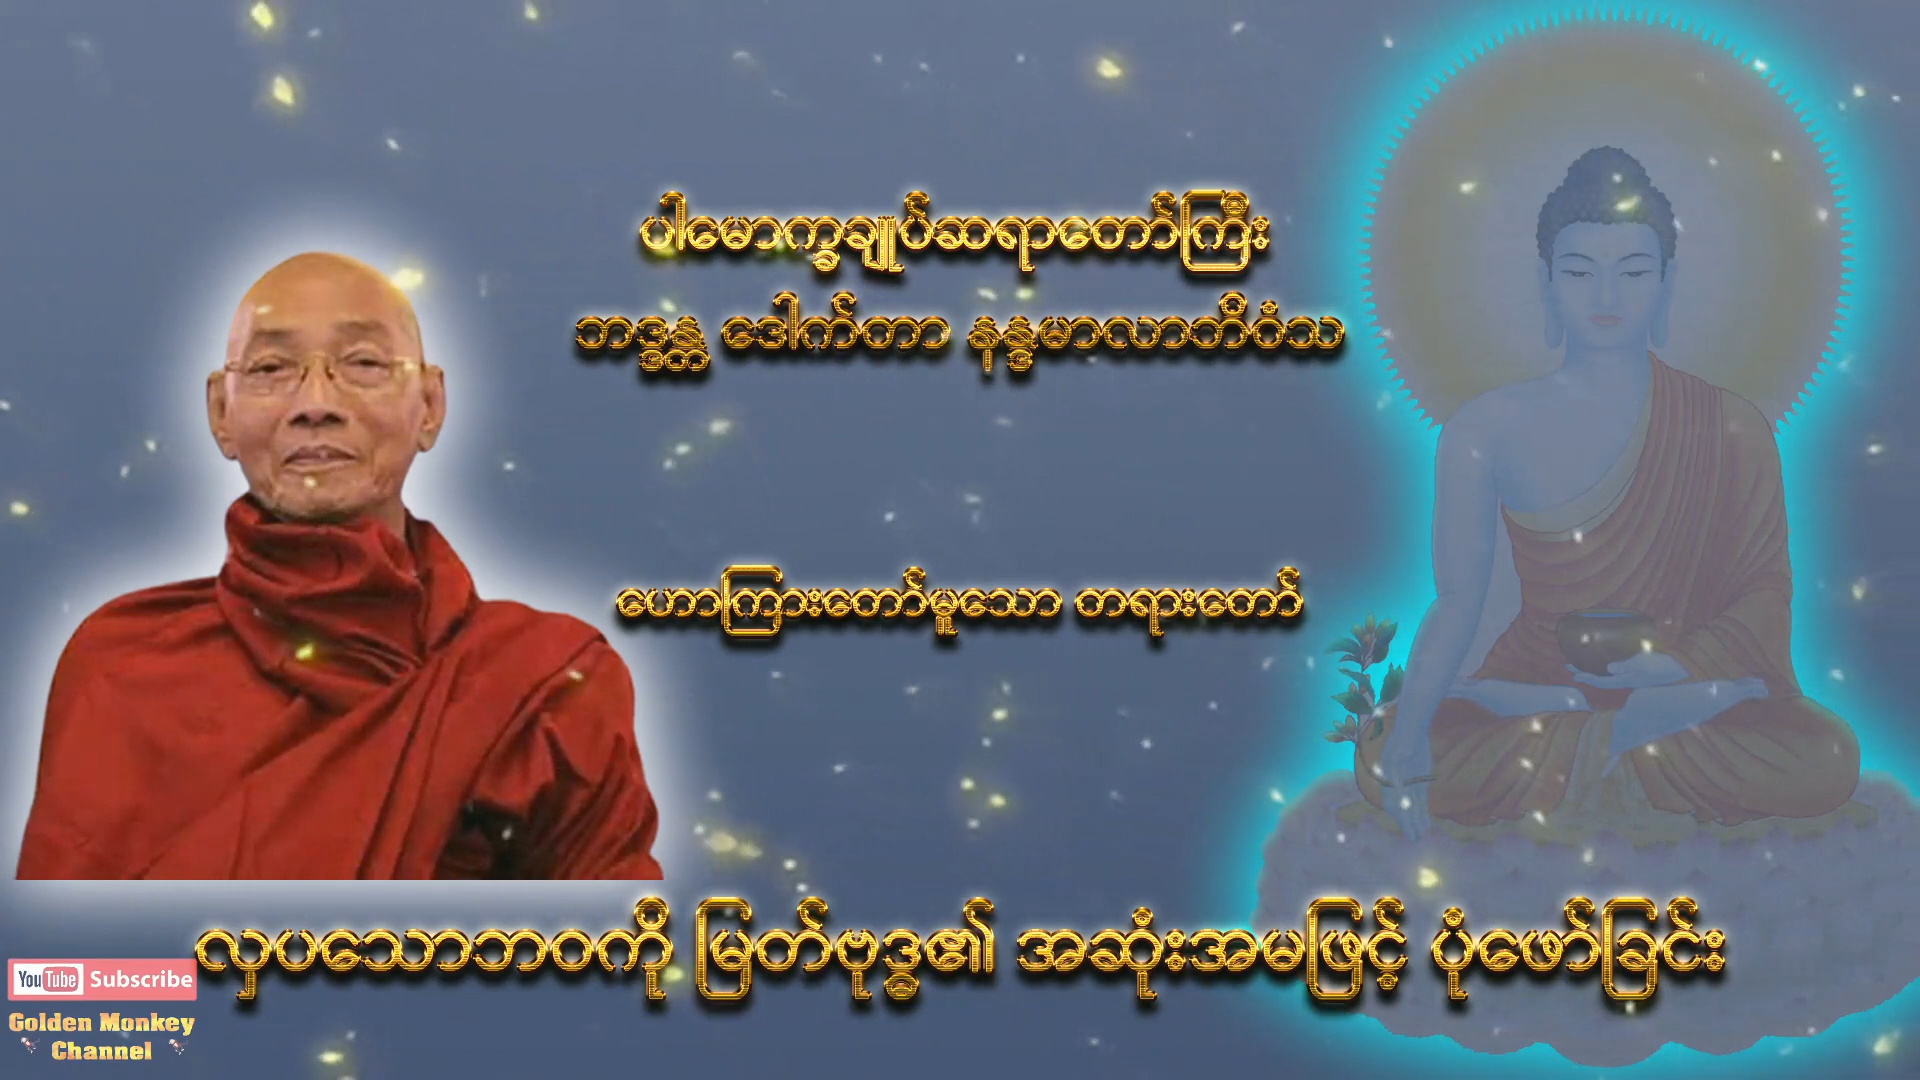 ပါမောက္ခချုပ်ဆရာတော်ကြီး
ဘဒ္ဒန္တ ဒေါက်တာ နန္ဒမာလာဘိဝံသ
ဟောကြားတော်မူသော တရားတော်
လှပသောဘဝကို မြတ်ဗုဒ္ဓ၏ အဆုံးအမဖြင့် ပုံဖော်ခြင်း
YouTube Subscribe
Golden Monkey
Channel